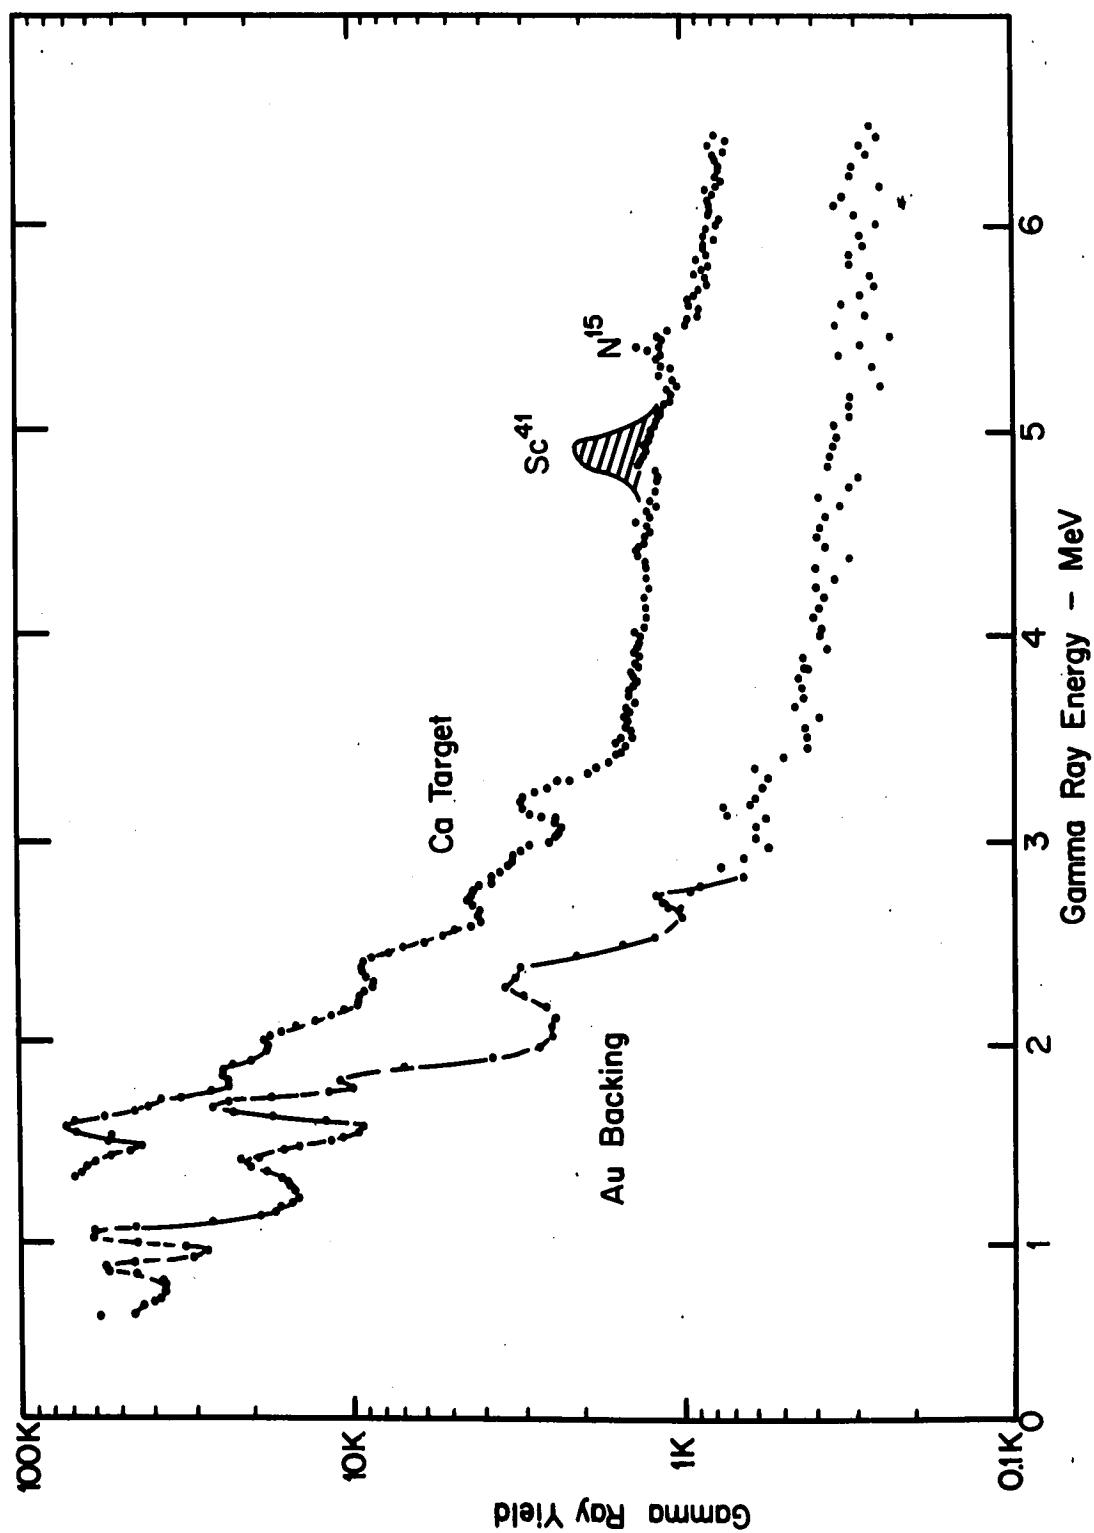 Gamma Ray Yield
100K
10K
1K
0.1K
Sc41
N15
Ca Target
Au Backing
0
1
2
3
4
5
6
Gamma Ray Energy – MeV